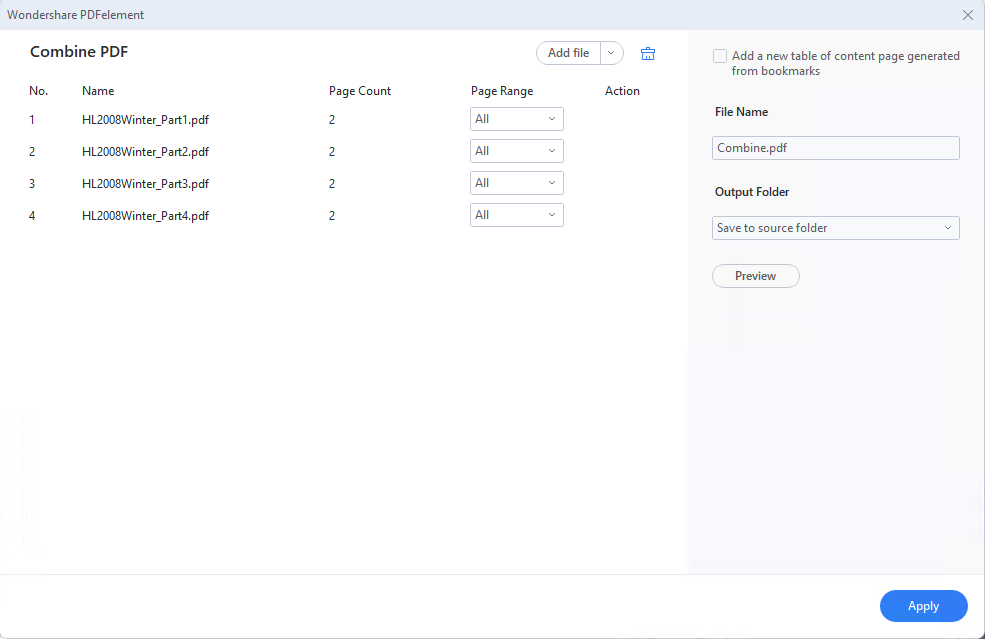 Wondershare PDFelement
Combine PDF
Add file
No. Name Page Count Page Range Action
1 HL2008Winter_Part1.pdf 2 All
2 HL2008Winter_Part2.pdf 2 All
3 HL2008Winter_Part3.pdf 2 All
4 HL2008Winter_Part4.pdf 2 All
Add a new table of content page generated
from bookmarks
File Name
Combine.pdf
Output Folder
Save to source folder
Preview
Apply